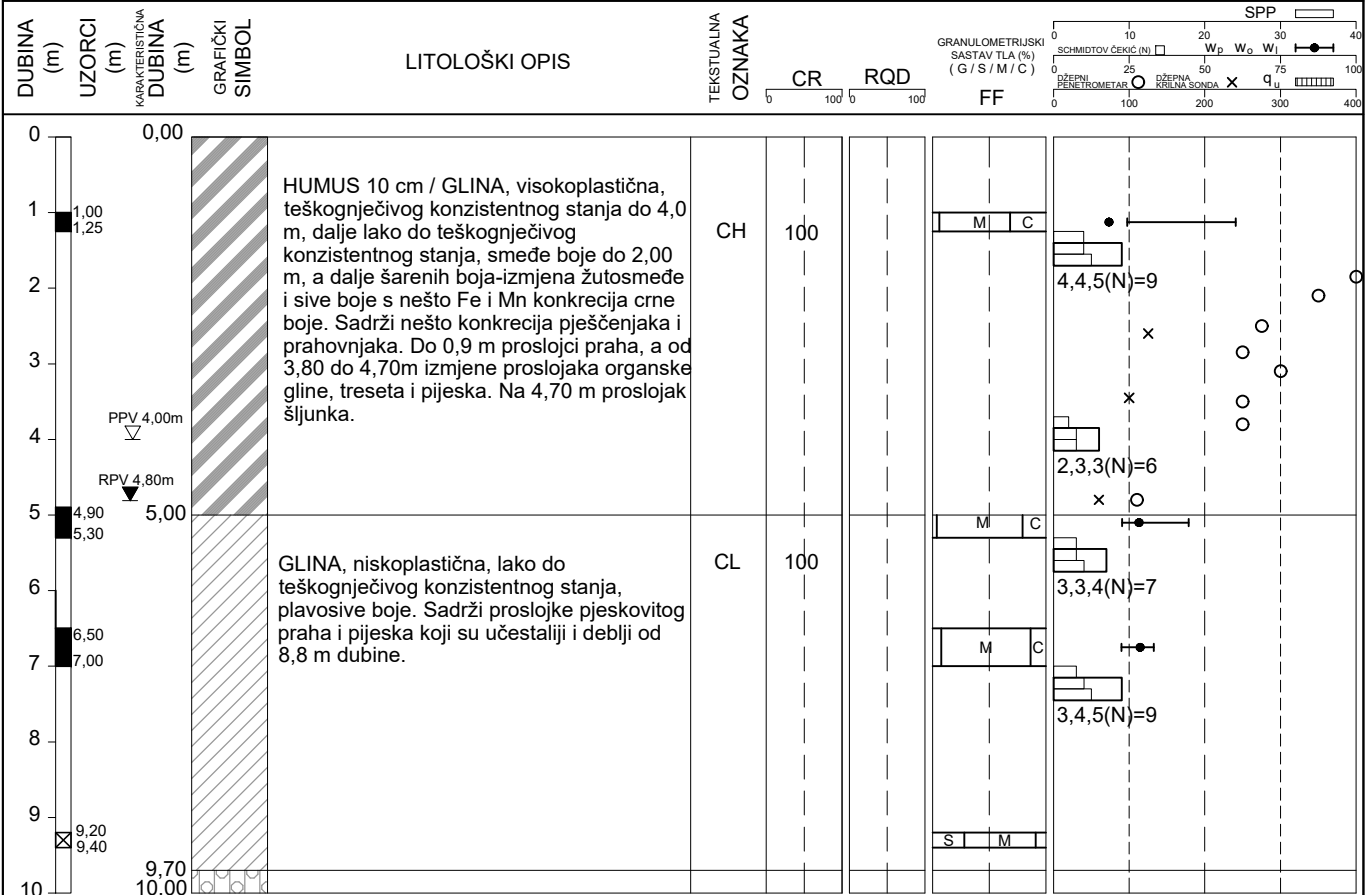 DUBINA (m)
UZORCI (m)
KARAKTERISTIČNA DUBINA (m)
GRAFIČKI SIMBOL
LITOLOŠKI OPIS
TEKSTUALNA OZNAKA
CR
0 100
RQD
0 100
GRANULOMETRIJSKI
SASTAV TLA (%)
( G / S / M / C )
FF
SPP
0 10 20 30 40
SCHMIDTOV ČEKIĆ (N) wp wo wl
0 25 50 75 100
DŽEPNI PENETROMETAR DŽEPNA KRILNA SONDA qu
0 100 200 300 400
0 0,00
HUMUS 10 cm / GLINA, visokoplastična,
teškognječivog konzistentnog stanja do 4,0
m, dalje lako do teškognječivog
konzistentnog stanja, smeđe boje do 2,00
m, a dalje šarenih boja-izmjena žutosmeđe
i sive boje s nešto Fe i Mn konkrecija crne
boje. Sadrži nešto konkrecija pješčenjaka i
prahovnjaka. Do 0,9 m proslojci praha, a od
3,80 do 4,70m izmjene proslojaka organske
gline, treseta i pijeska. Na 4,70 m proslojak
šljunka.
CH
100
1
1,00
1,25
M C
4,4,5(N)=9
2
3
PPV 4,00m
4
2,3,3(N)=6
RPV 4,80m
5
4,90
5,30
5,00
M C
3,3,4(N)=7
GLINA, niskoplastična, lako do
teškognječivog konzistentnog stanja,
plavosive boje. Sadrži proslojke pjeskovitog
praha i pijeska koji su učestaliji i deblji od
8,8 m dubine.
CL
100
6
6,50
7,00
M C
7
3,4,5(N)=9
8
9
9,20
9,40
S M
9,70
10 10,00